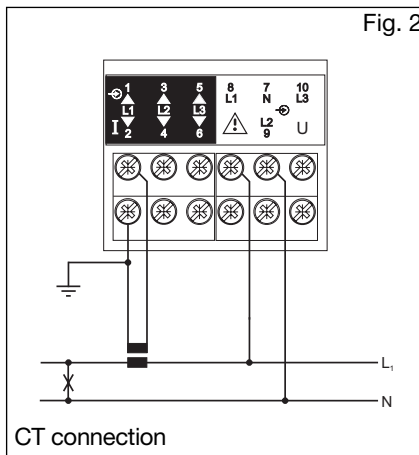 Fig. 2
1 3 5 8 7 10
L1 N L3
L1 L2 L3
L2 U
I 2 4 6 9
L1
N
CT connection